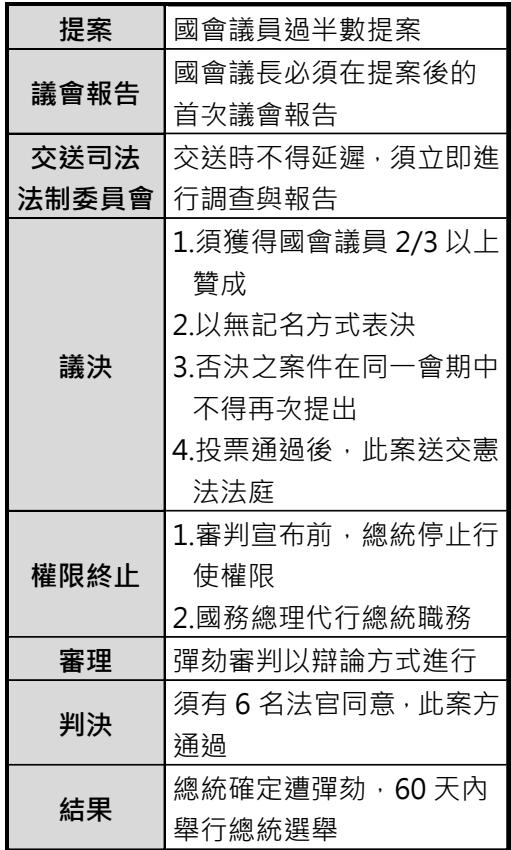 提案
國會議員過半數提案
議會報告
國會議長必須在提案後的
首次議會報告
交送司法
法制委員會
交送時不得延遲，須立即進
行調查與報告
議決
1.須獲得國會議員 2/3 以上
贊成
2.以無記名方式表決
3.否決之案件在同一會期中
不得再次提出
4.投票通過後，此案送交憲
法法庭
權限終止
1.審判宣布前，總統停止行
使權限
2.國務總理代行總統職務
審理
彈劾審判以辯論方式進行
判決
須有 6 名法官同意，此案方
通過
結果
總統確定遭彈劾，60 天內
舉行總統選舉